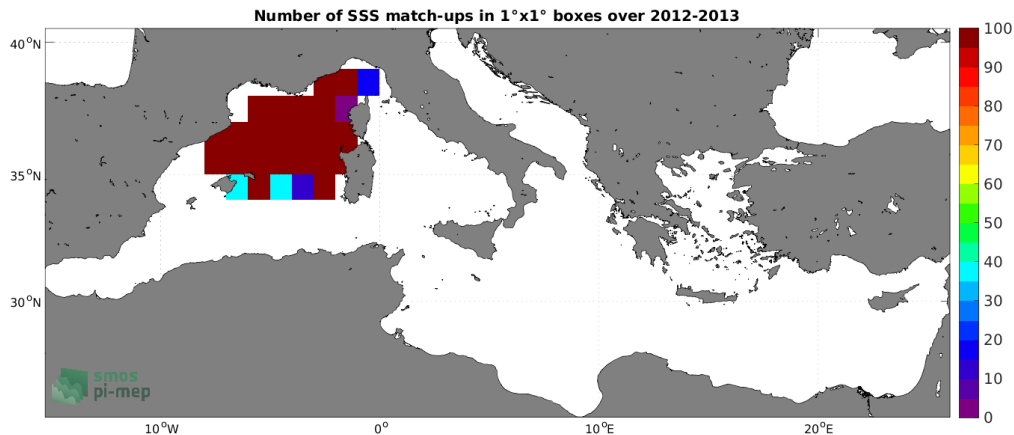 Number of SSS match-ups in 1°x1° boxes over 2012-2013
40°N
35°N
30°N
10°W
0°
10°E
20°E
100
90
80
70
60
50
40
30
20
10
0
smos
pi-mep